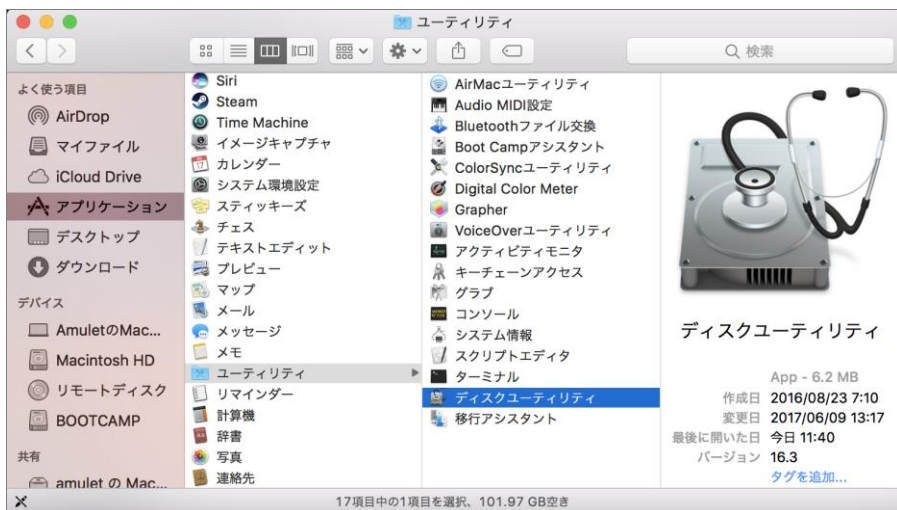 ユーティリティ
検索
よく使う項目
AirDrop
マイファイル
iCloud Drive
アプリケーション
デスクトップ
ダウンロード
デバイス
AmuletのMac...
Macintosh HD
リモートディスク
BOOTCAMP
共有
amulet の Mac...
Siri
Steam
Time Machine
イメージキャプチャ
カレンダー
システム環境設定
スティッキーズ
チェス
テキストエディット
プレビュー
マップ
メール
メッセージ
メモ
ユーティリティ
リマインダー
計算機
辞書
写真
連絡先
AirMacユーティリティ
Audio MIDI設定
Bluetoothファイル交換
Boot Campアシスタント
ColorSyncユーティリティ
Digital Color Meter
Grapher
VoiceOverユーティリティ
アクティビティモニタ
キーチェーンアクセス
グラブ
コンソール
システム情報
スクリプトエディタ
ターミナル
ディスクユーティリティ
移行アシスタント
ディスクユーティリティ
App - 6.2 MB
作成日 2016/08/23 7:10
変更日 2017/06/09 13:17
最後に開いた日 今日 11:40
バージョン 16.3
タグを追加...
17項目中の1項目を選択、101.97 GB空き